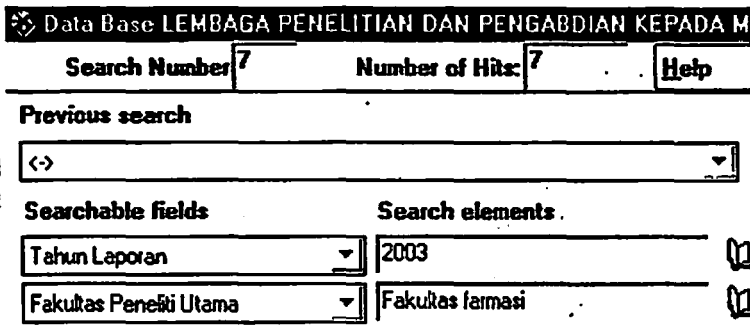 Data Base LEMBAGA PENELITIAN DAN PENGABDIAN KEPADA M
Search Number 7 Number of Hits: 7 Help
Previous search
<->
Searchable fields Search elements
Tahun Laporan 2003
Fakultas Peneliti Utama Fakultas farmasi